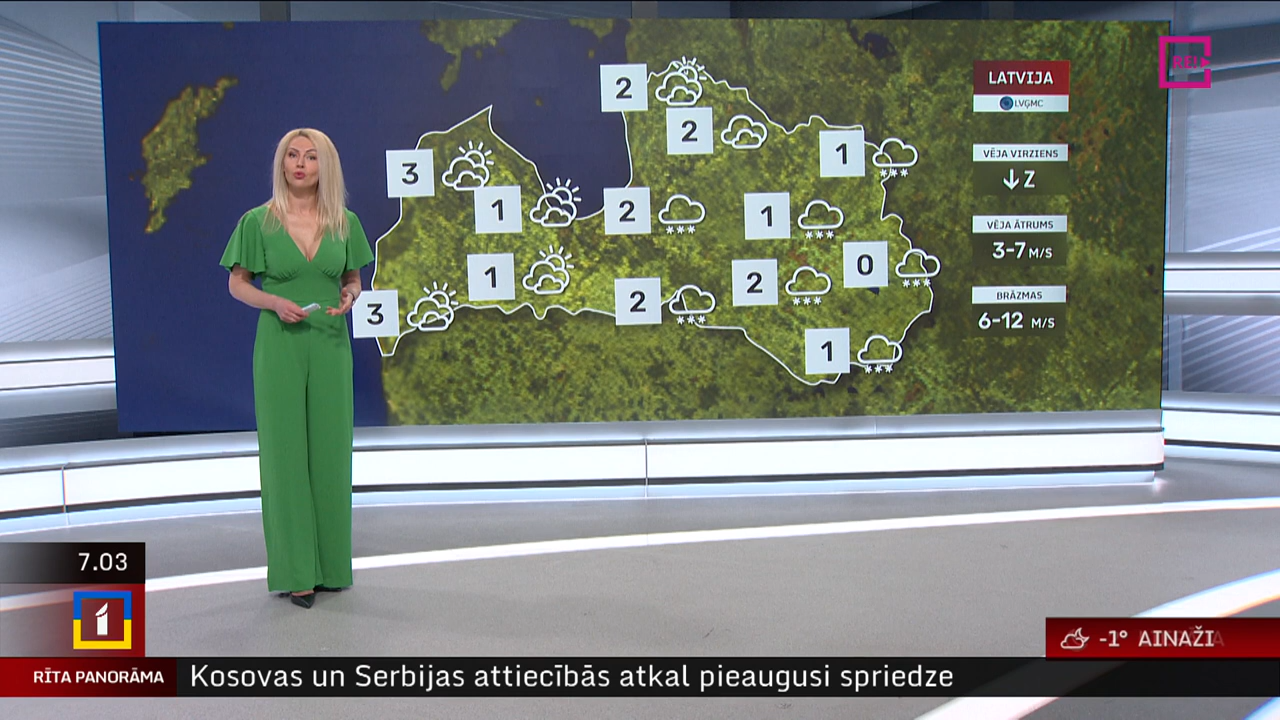 RE!
LATVIJA
LVĢMC
VĒJA VIRZIENS
Z
VĒJA ĀTRUMS
3-7 M/S
BRĀZMAS
6-12 M/S
2
2
1
3
1
2
1
0
1
2
2
3
1
7.03
1
-1° AINAŽI
RĪTA PANORĀMA
Kosovas un Serbijas attiecībās atkal pieaugusi spriedze